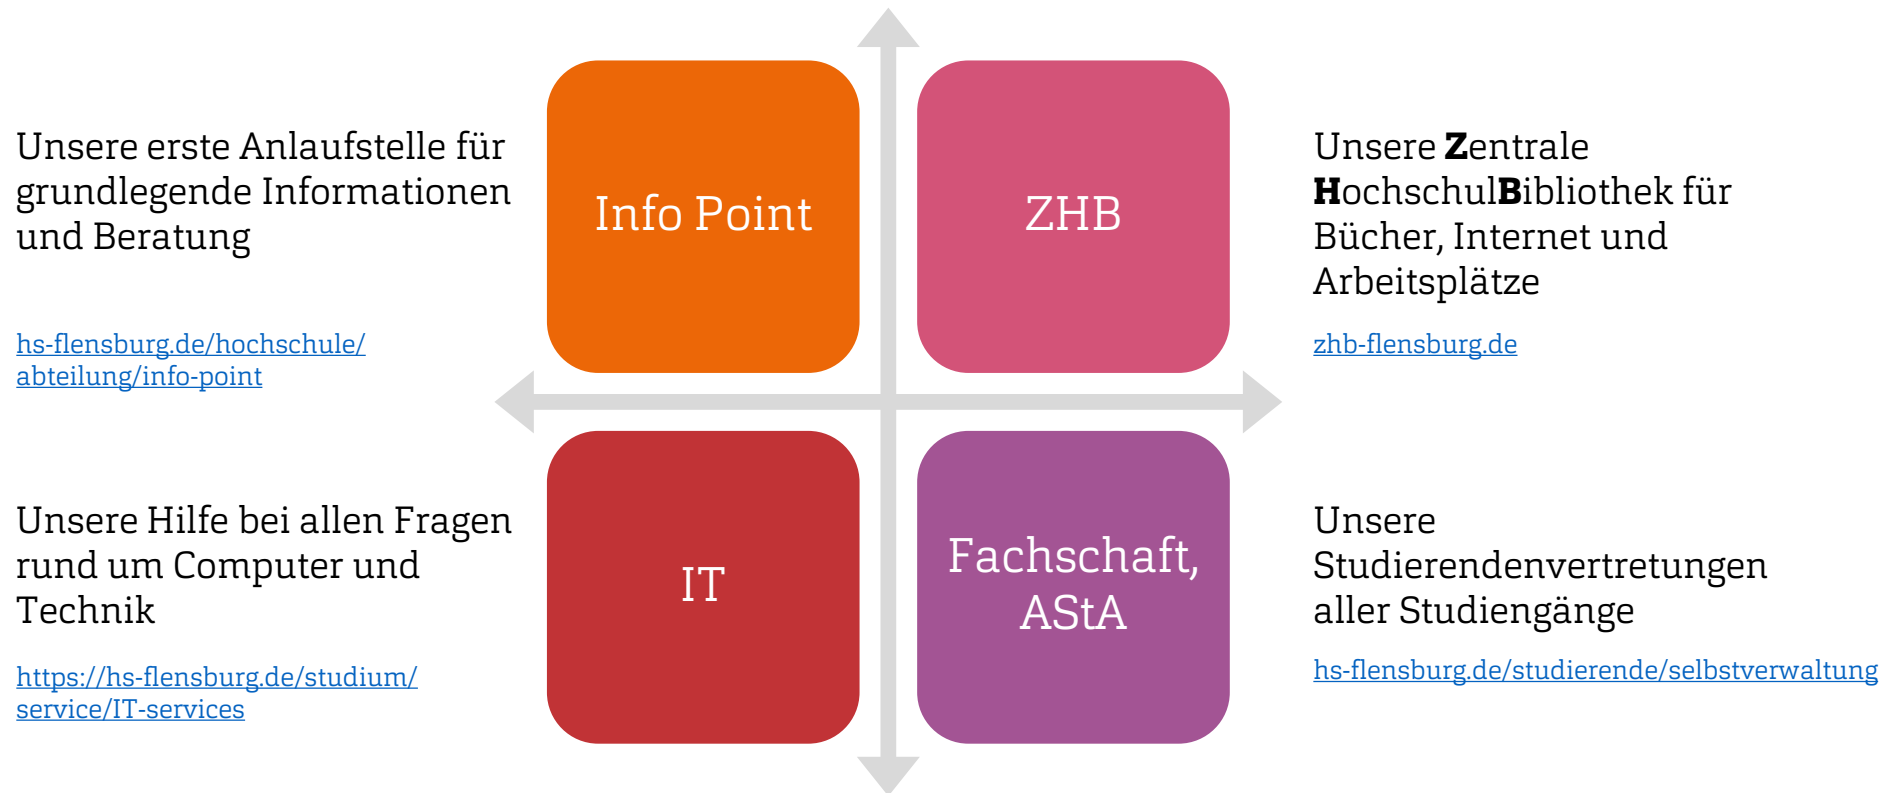 Unsere erste Anlaufstelle für
grundlegende Informationen
und Beratung
hs-flensburg.de/hochschule/
abteilung/info-point
Info Point
ZHB
Unsere Zentrale
HochschulBibliothek für
Bücher, Internet und
Arbeitsplätze
zhb-flensburg.de
Unsere Hilfe bei allen Fragen
rund um Computer und
Technik
https://hs-flensburg.de/studium/
service/IT-services
IT
Fachschaft,
AStA
Unsere
Studierendenvertretungen
aller Studiengänge
hs-flensburg.de/studierende/selbstverwaltung